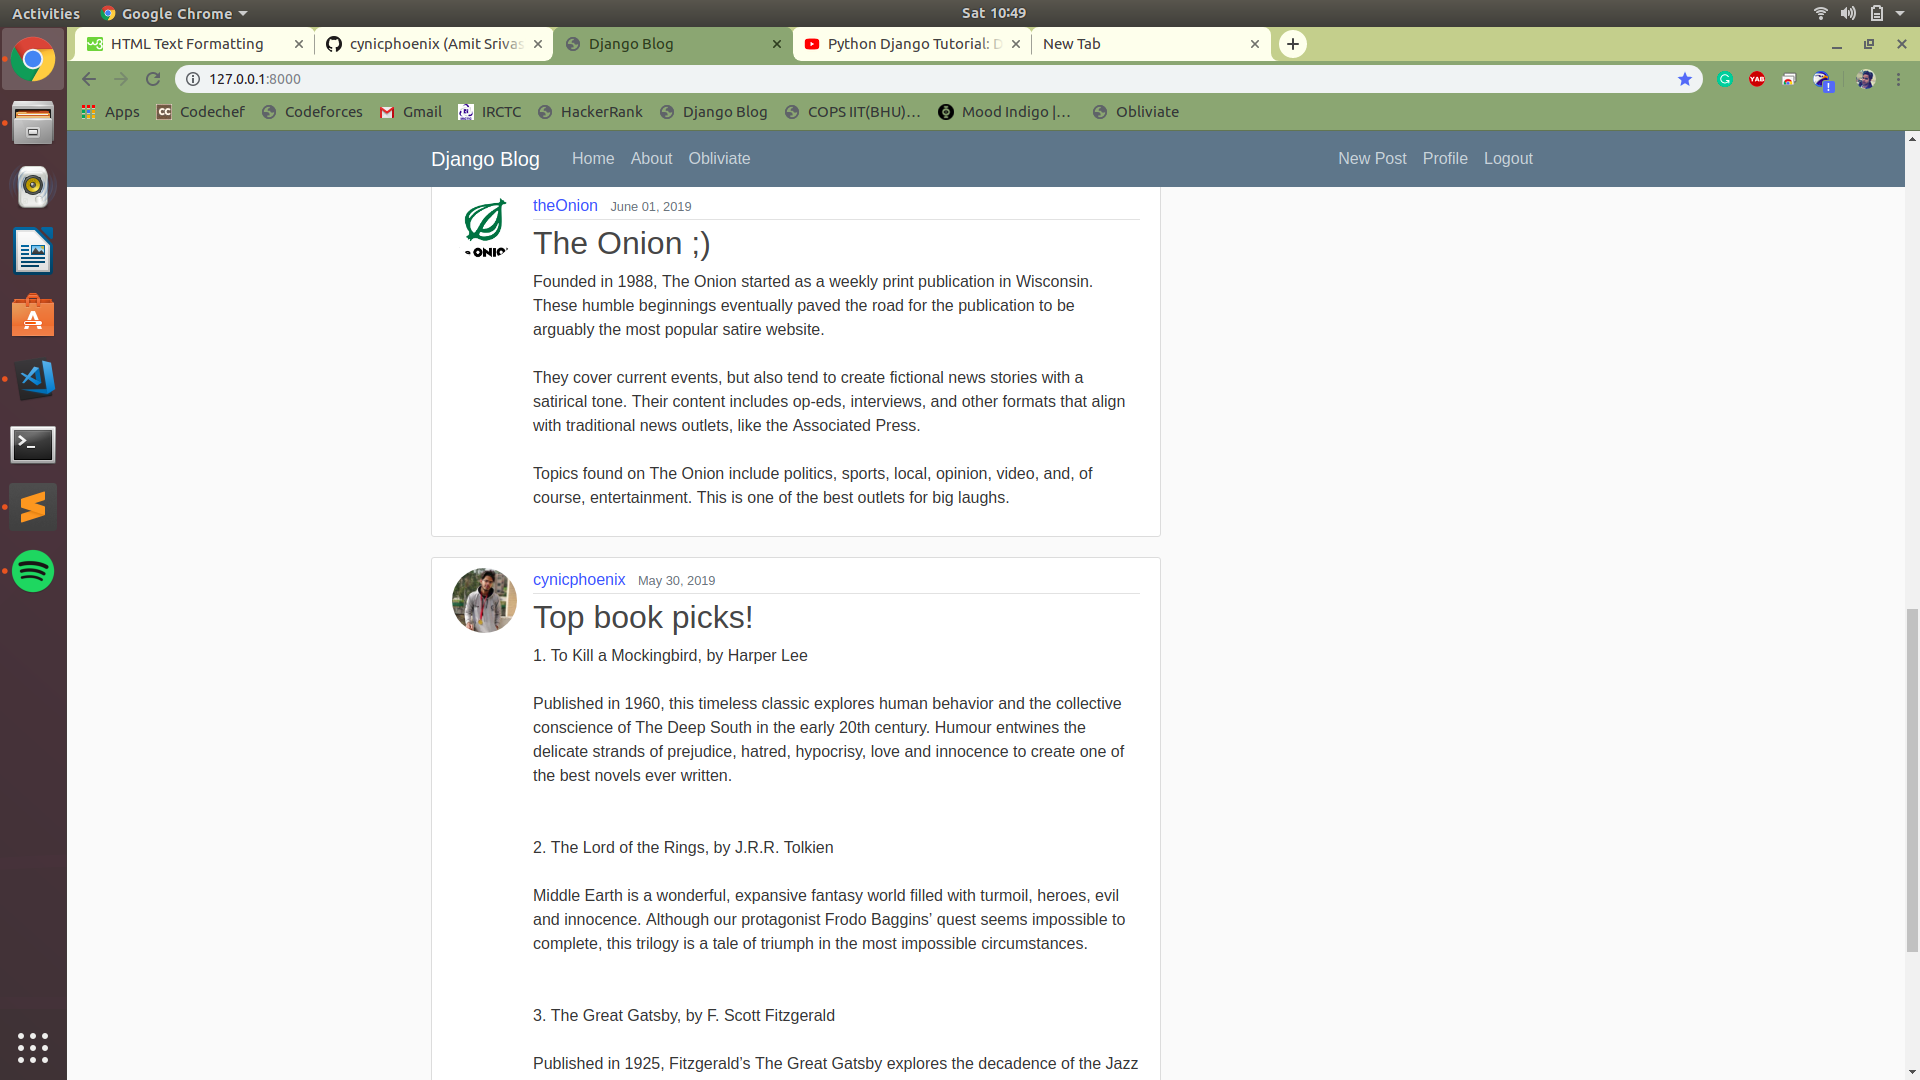 Activities Google Chrome Sat 10:49
HTML Text Formatting cynicphoenix (Amit Srivas Django Blog Python Django Tutorial: D New Tab
127.0.0.1:8000
Apps Codechef Codeforces Gmail IRCTC HackerRank Django Blog COPS IIT(BHU)… Mood Indigo |… Obliviate
Django Blog Home About Obliviate New Post Profile Logout
theOnion June 01, 2019
The Onion ;)
Founded in 1988, The Onion started as a weekly print publication in Wisconsin.
These humble beginnings eventually paved the road for the publication to be
arguably the most popular satire website.
They cover current events, but also tend to create fictional news stories with a
satirical tone. Their content includes op-eds, interviews, and other formats that align
with traditional news outlets, like the Associated Press.
Topics found on The Onion include politics, sports, local, opinion, video, and, of
course, entertainment. This is one of the best outlets for big laughs.
cynicphoenix May 30, 2019
Top book picks!
1. To Kill a Mockingbird, by Harper Lee
Published in 1960, this timeless classic explores human behavior and the collective
conscience of The Deep South in the early 20th century. Humour entwines the
delicate strands of prejudice, hatred, hypocrisy, love and innocence to create one of
the best novels ever written.
2. The Lord of the Rings, by J.R.R. Tolkien
Middle Earth is a wonderful, expansive fantasy world filled with turmoil, heroes, evil
and innocence. Although our protagonist Frodo Baggins’ quest seems impossible to
complete, this trilogy is a tale of triumph in the most impossible circumstances.
3. The Great Gatsby, by F. Scott Fitzgerald
Published in 1925, Fitzgerald’s The Great Gatsby explores the decadence of the Jazz